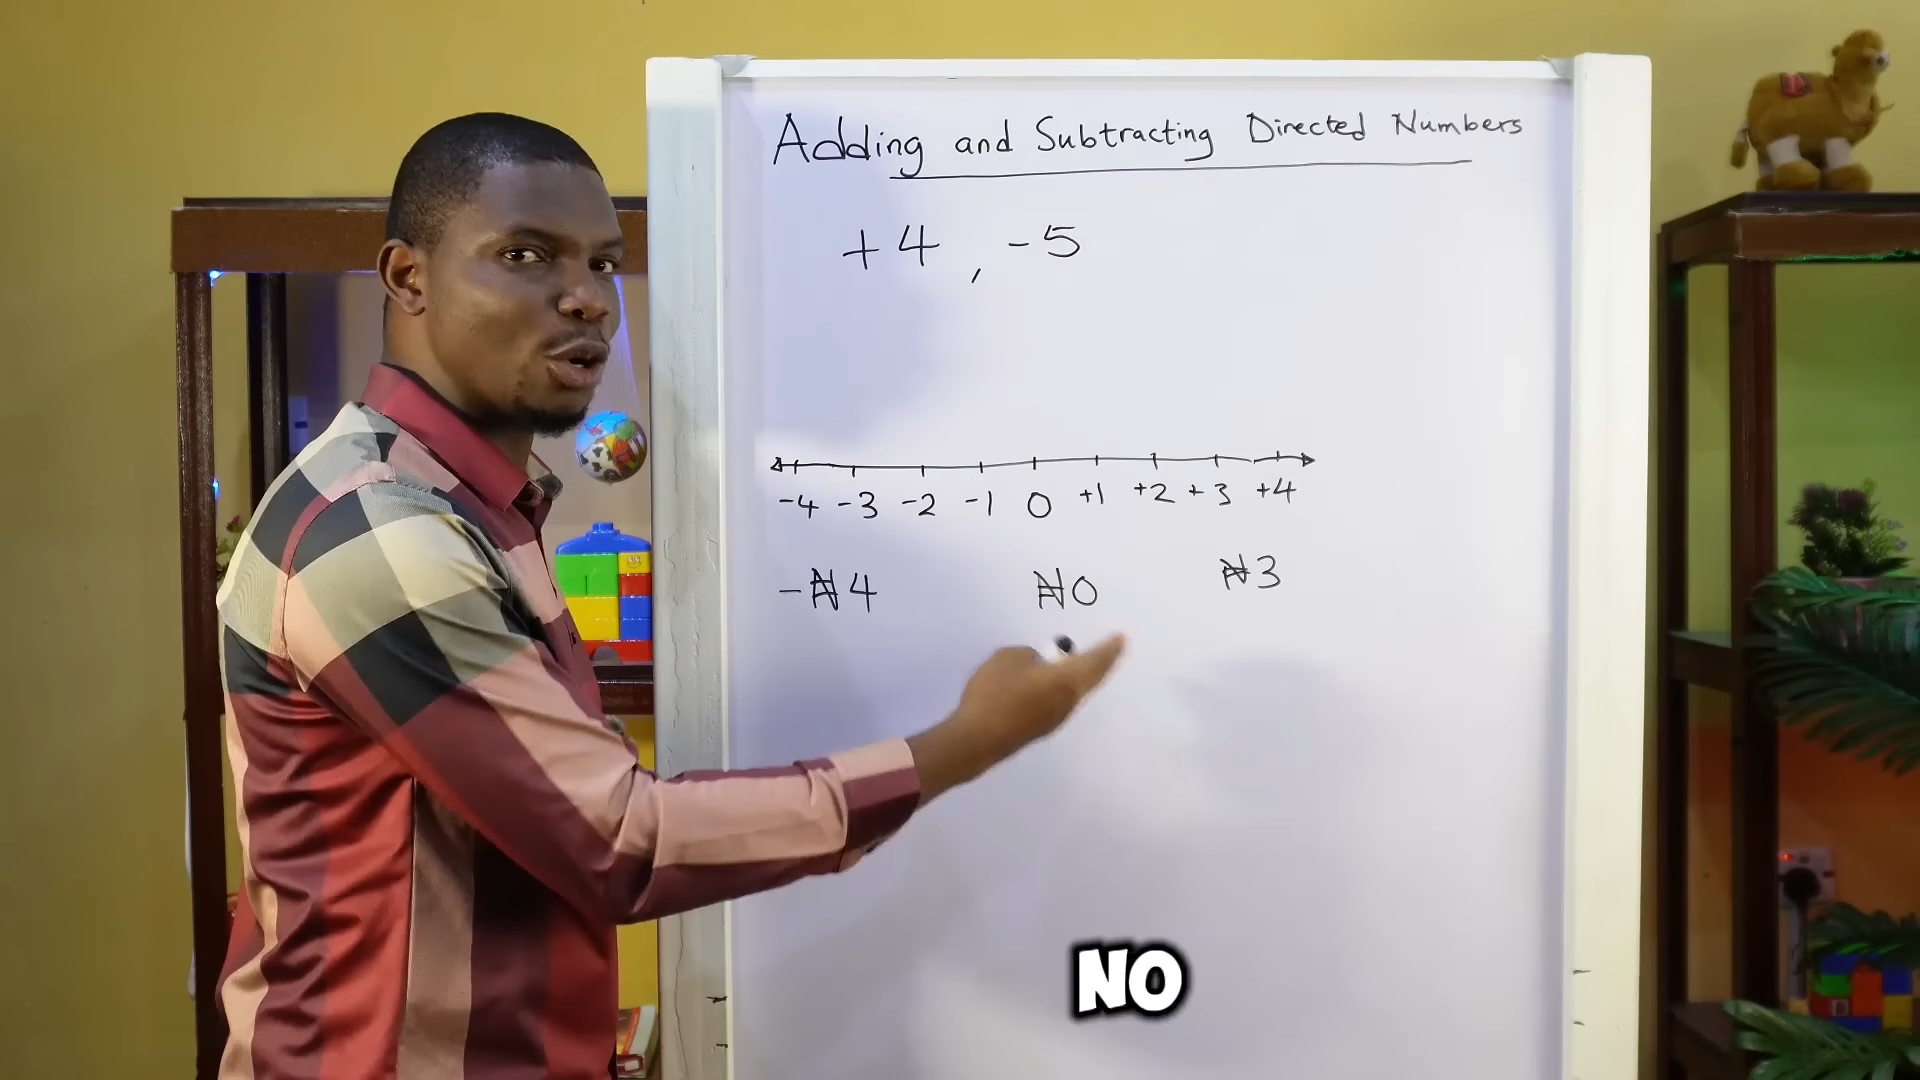 Adding and Subtracting Directed Numbers
+4 , -5
-4 -3 -2 -1 0 +1 +2 +3 +4
-₦4 ₦0 ₦3
NO